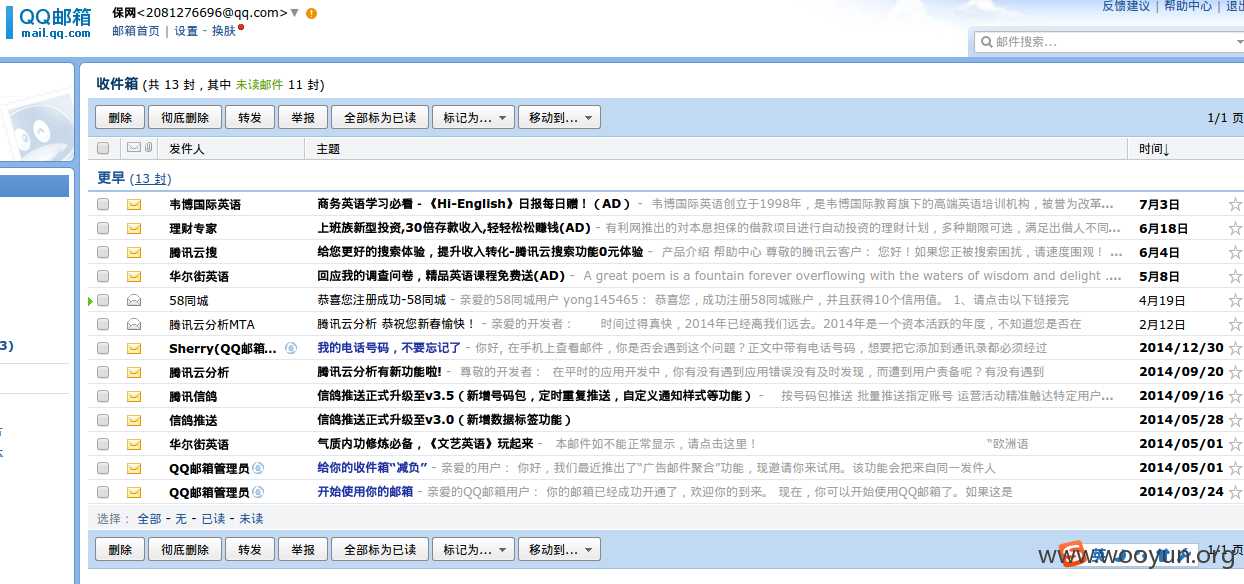 QQ邮箱 保网<2081276696@qq.com> 反馈建议 | 帮助中心 | 退出
mail.qq.com 邮箱首页 | 设置 - 换肤
邮件搜索...
收件箱 (共 13 封，其中 未读邮件 11 封)
删除 彻底删除 转发 举报 全部标为已读 标记为... 移动到... 1/1 页
发件人 主题 时间↓
更早 (13 封)
韦博国际英语 商务英语学习必看 - 《Hi-English》日报每日赠！（AD） - 韦博国际英语创立于1998年，是韦博国际教育旗下的高端英语培训机构，被誉为改革... 7月3日
理财专家 上班族新型投资,30倍存款收入,轻轻松松赚钱(AD) - 有利网推出的对本息担保的借款项目进行自动投资的理财计划，多种期限可选，满足出借人不同... 6月18日
腾讯云搜 给您更好的搜索体验，提升收入转化-腾讯云搜索功能0元体验 - 产品介绍 帮助中心 尊敬的腾讯云客户： 您好！如果您正被搜索困扰，请速度围观！ ... 6月4日
华尔街英语 回应我的调查问卷，精品英语课程免费送(AD) - A great poem is a fountain forever overflowing with the waters of wisdom and delight .... 5月8日
58同城 恭喜您注册成功-58同城 - 亲爱的58同城用户 yong145465： 恭喜您，成功注册58同城账户，并且获得10个信用值。 1、请点击以下链接完 4月19日
腾讯云分析MTA 腾讯云分析 恭祝您新春愉快！ - 亲爱的开发者： 时间过得真快，2014年已经离我们远去。2014年是一个资本活跃的年度，不知道您是否在 2月12日
Sherry(QQ邮箱... 我的电话号码，不要忘记了 - 你好, 在手机上查看邮件，你是否会遇到这个问题？正文中带有电话号码，想要把它添加到通讯录都必须经过 2014/12/30
腾讯云分析 腾讯云分析有新功能啦! - 尊敬的开发者： 在平时的应用开发中，你有没有遇到应用错误没有及时发现，而遭到用户责备呢？有没有遇到 2014/09/20
腾讯信鸽 信鸽推送正式升级至v3.5（新增号码包，定时重复推送，自定义通知样式等功能） - 按号码包推送 批量推送指定账号 运营活动精准触达特定用户... 2014/09/16
信鸽推送 信鸽推送正式升级至v3.0（新增数据标签功能） 2014/05/28
华尔街英语 气质内功修炼必备，《文艺英语》玩起来 - 本邮件如不能正常显示，请点击这里！ “欧洲语 2014/05/01
QQ邮箱管理员 给你的收件箱“减负” - 亲爱的用户： 你好，我们最近推出了“广告邮件聚合”功能，现邀请你来试用。该功能会把来自同一发件人 2014/05/01
QQ邮箱管理员 开始使用你的邮箱 - 亲爱的QQ邮箱用户： 你的邮箱已经成功开通了，欢迎你的到来。 现在，你可以开始使用QQ邮箱了。如果这是 2014/03/24
3)
选择： 全部 - 无 - 已读 - 未读
删除 彻底删除 转发 举报 全部标为已读 标记为... 移动到... 1/1 页
www.wooyun.org